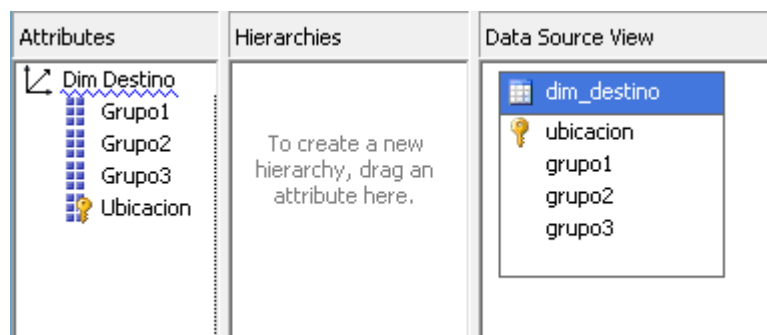 Attributes
Dim Destino
Grupo1
Grupo2
Grupo3
Ubicacion
Hierarchies
To create a new
hierarchy, drag an
attribute here.
Data Source View
dim_destino
ubicacion
grupo1
grupo2
grupo3